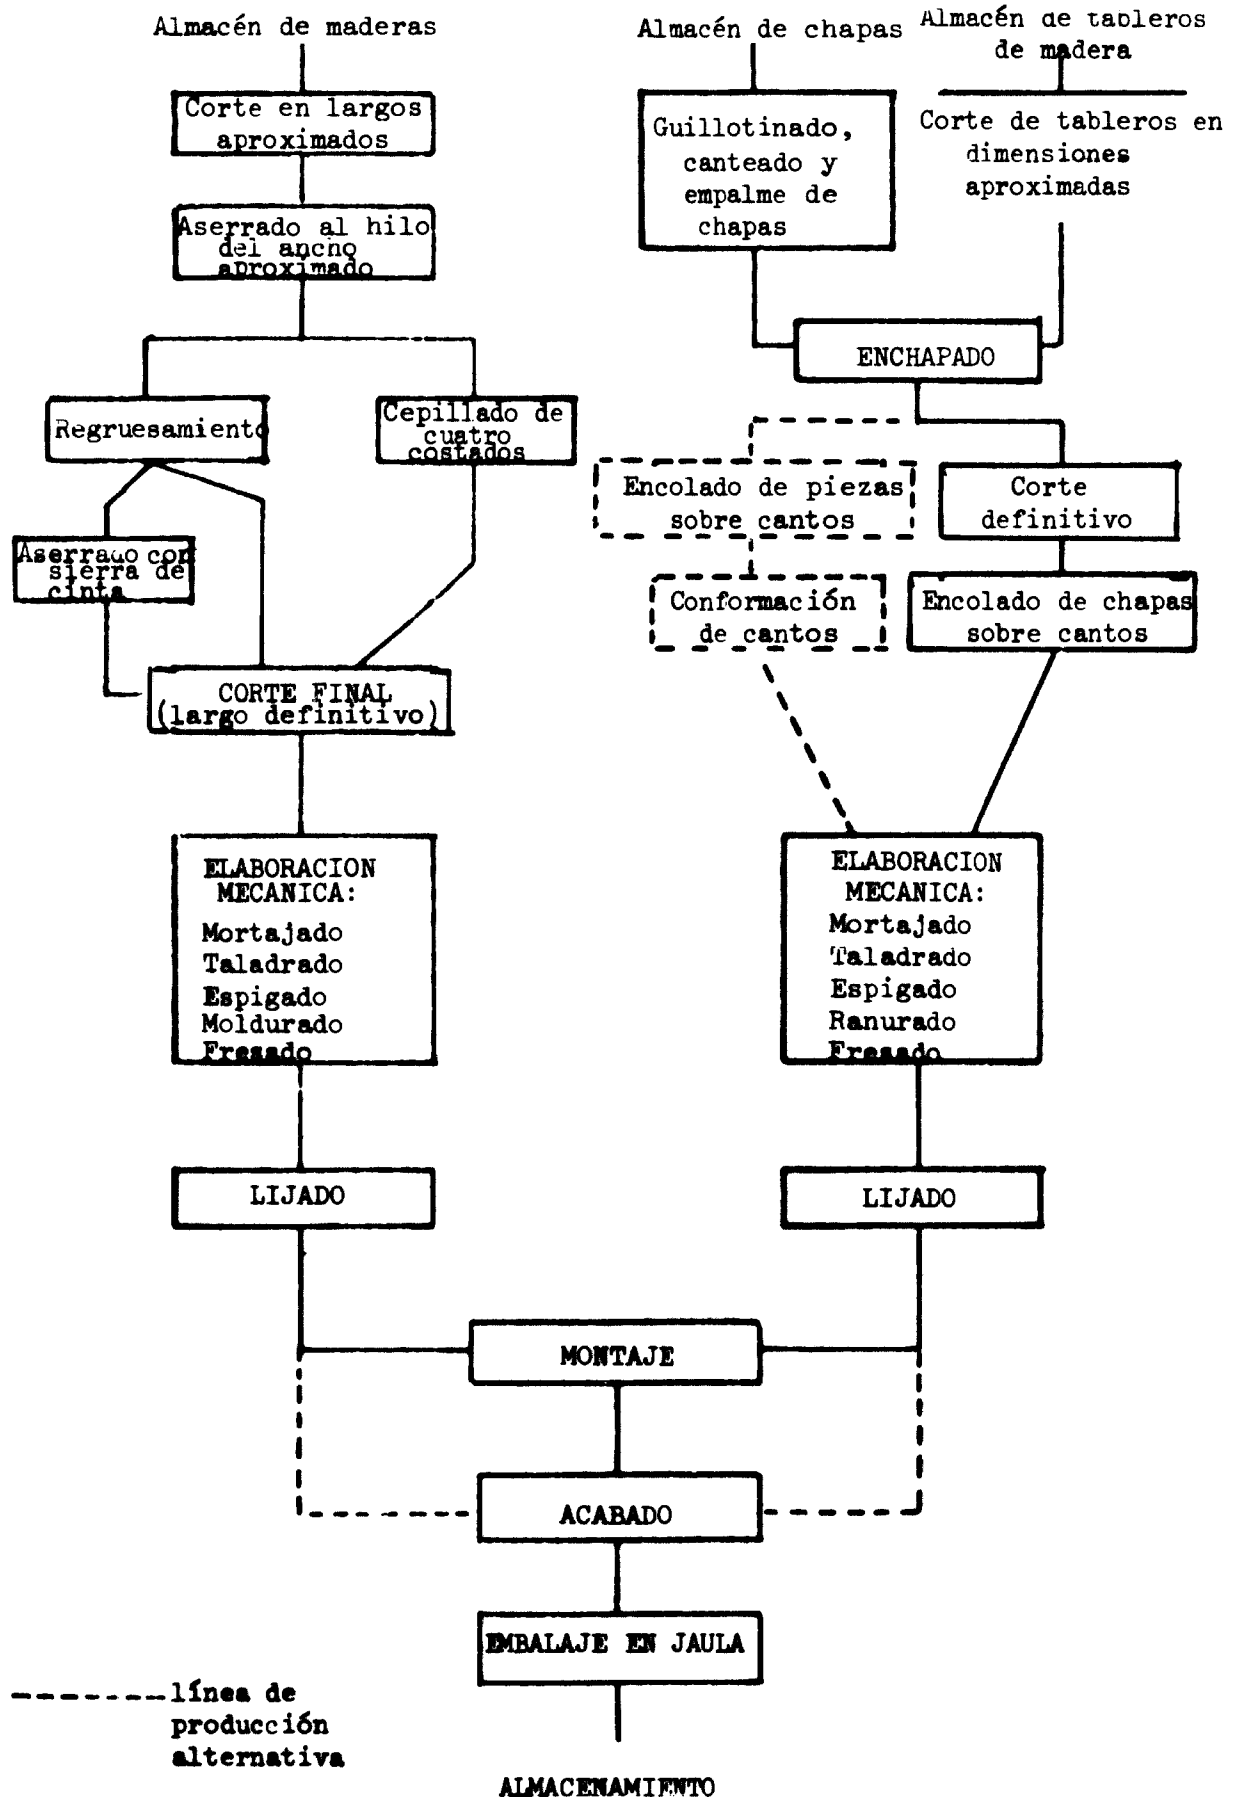 Almacén de maderas
Corte en largos
aproximados
Aserrado al hilo
del ancho
aproximado
Regruesamiento
Cepillado de
cuatro
costados
Aserrado con
sierra de
cinta
CORTE FINAL
(largo definitivo)
ELABORACION
MECANICA:
Mortajado
Taladrado
Espigado
Moldurado
Fresado
LIJADO
Almacén de chapas
Guillotinado,
canteado y
empalme de
chapas
Almacén de tableros
de madera
Corte de tableros en
dimensiones
aproximadas
ENCHAPADO
Encolado de piezas
sobre cantos
Conformación
de cantos
Corte
definitivo
Encolado de chapas
sobre cantos
ELABORACION
MECANICA:
Mortajado
Taladrado
Espigado
Ranurado
Fresado
LIJADO
MONTAJE
ACABADO
EMBALAJE EN JAULA
línea de
producción
alternativa
ALMACENAMIENTO